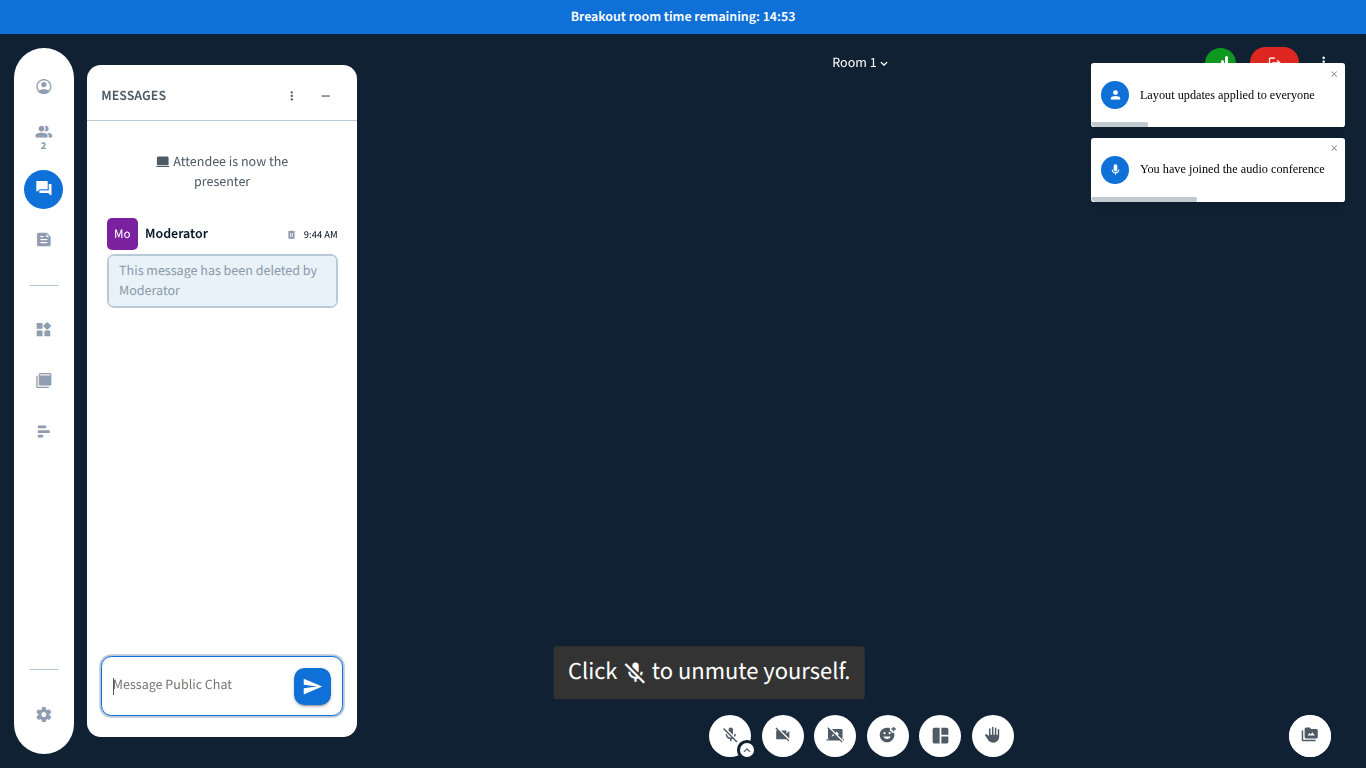 Breakout room time remaining: 14:53
Room 1
MESSAGES
Layout updates applied to everyone
2
Attendee is now the
presenter
You have joined the audio conference
Mo
Moderator
9:44 AM
This message has been deleted by
Moderator
Click to unmute yourself.
Message Public Chat